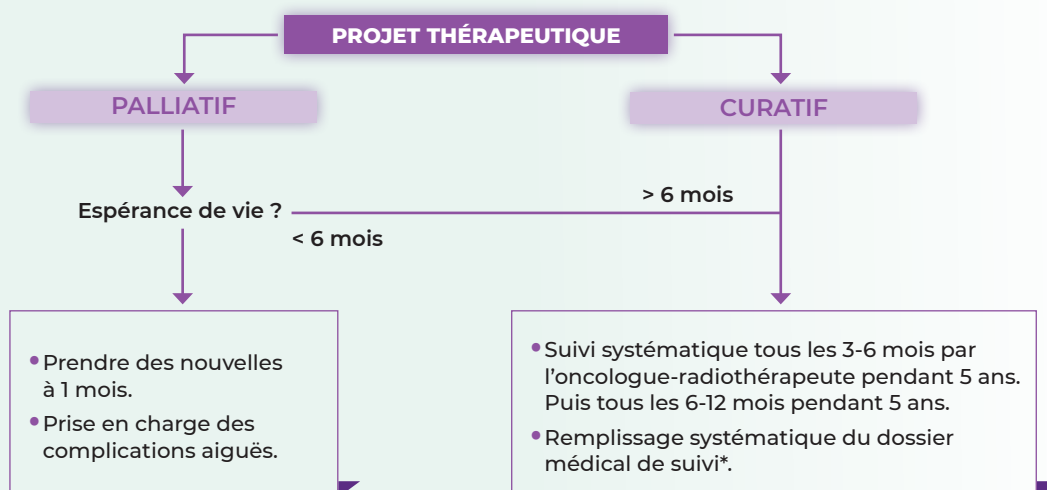 PROJET THÉRAPEUTIQUE
PALLIATIF
CURATIF
Espérance de vie ?
> 6 mois
< 6 mois
• Prendre des nouvelles
à 1 mois.
• Prise en charge des
complications aiguës.
• Suivi systématique tous les 3-6 mois par
l’oncologue-radiothérapeute pendant 5 ans.
Puis tous les 6-12 mois pendant 5 ans.
• Remplissage systématique du dossier
médical de suivi*.